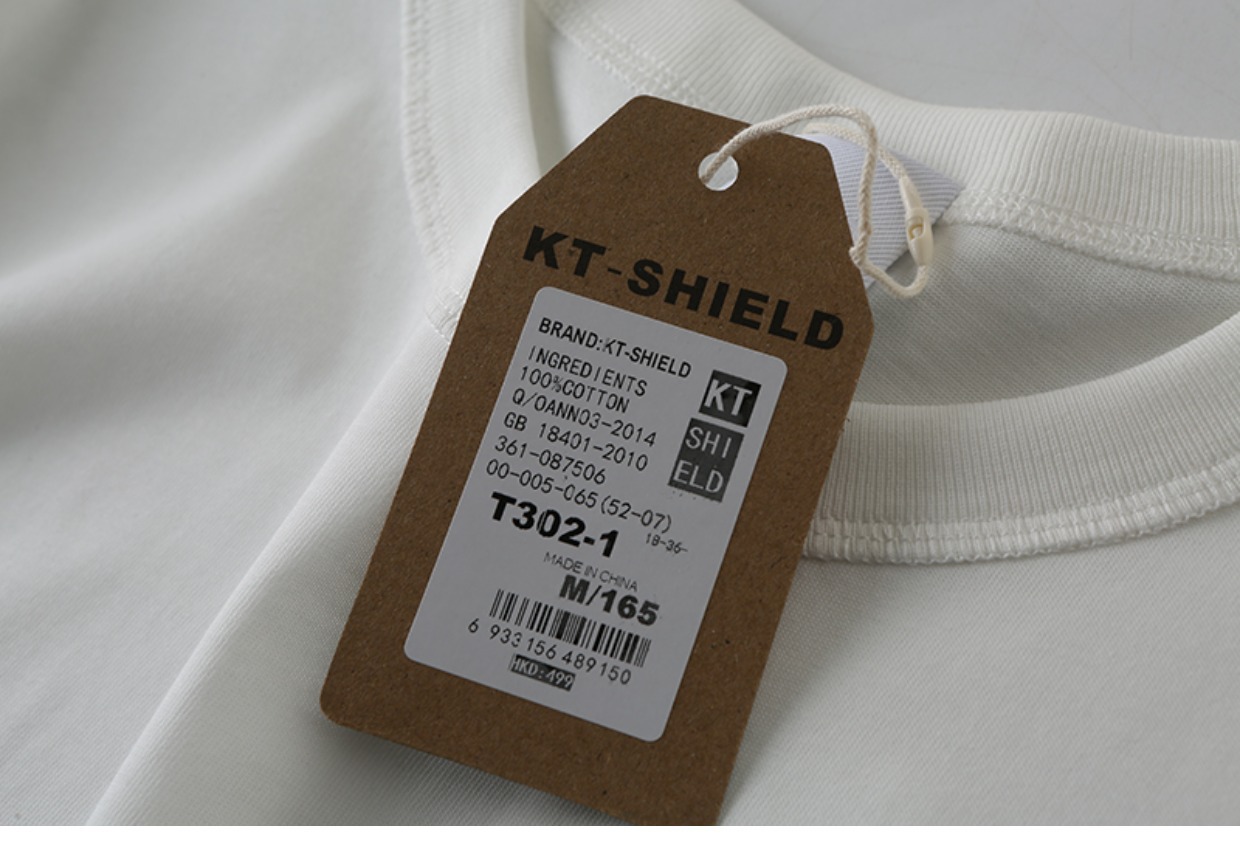 KT-SHIELD
BRAND:KT-SHIELD
INGREDIENTS
100%COTTON
Q/OANN03-2014
GB 18401-2010
361-087506
00-005-065(52-07)
KT
SHI
ELD
T302-1
18-36-
MADE IN CHINA
M/165
6 933156 489150
HKD:499